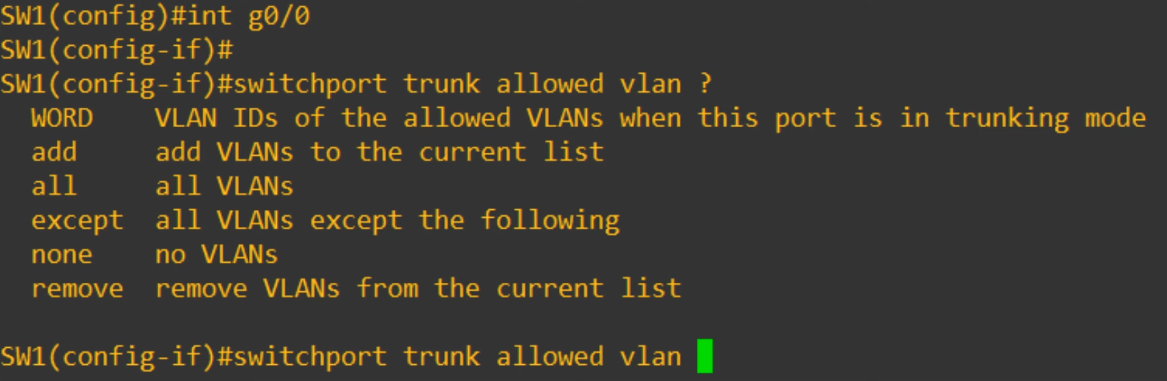 SW1(config)#int g0/0
SW1(config-if)#
SW1(config-if)#switchport trunk allowed vlan ?
  WORD    VLAN IDs of the allowed VLANs when this port is in trunking mode
  add     add VLANs to the current list
  all     all VLANs
  except  all VLANs except the following
  none    no VLANs
  remove  remove VLANs from the current list
SW1(config-if)#switchport trunk allowed vlan